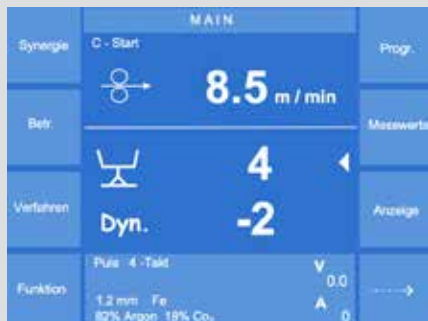 MAIN
Synergie
C - Start
Progr.
8.5 m / min
Betr.
Messwerte
4
Verfahren
Dyn. -2
Anzeige
Puls 4 -Takt
V
0.0
Funktion
1.2 mm Fe
A
82% Argon 18% Co₂
0